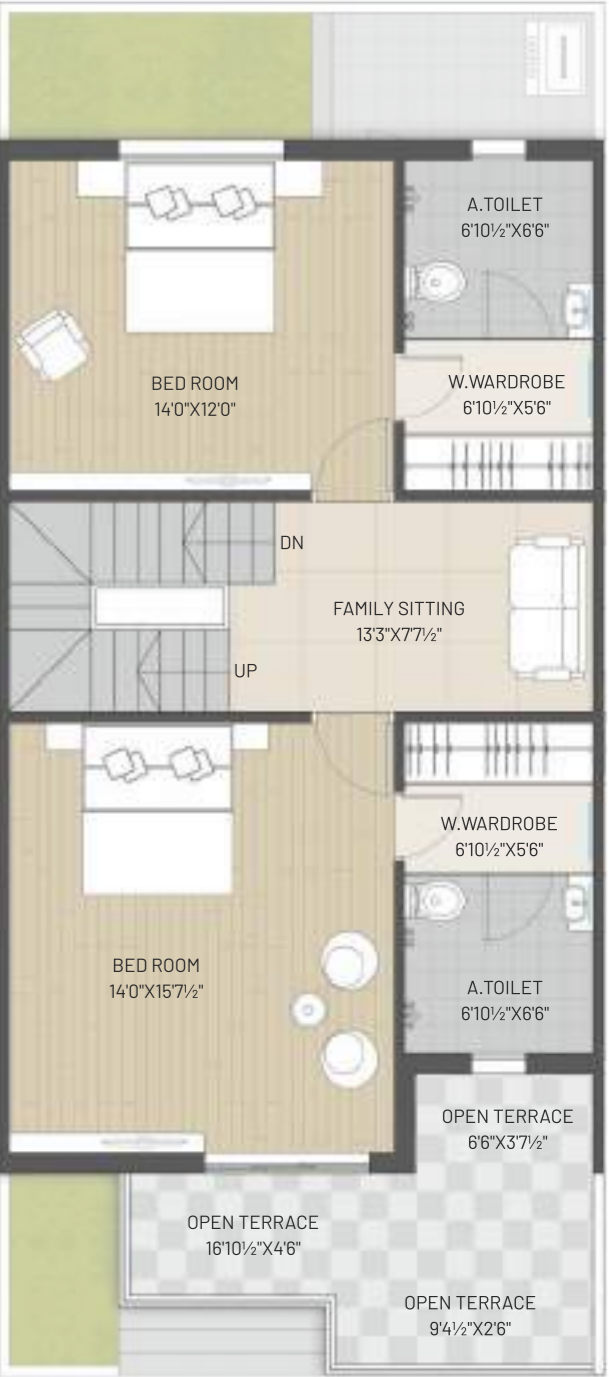 A.TOILET
6'10½"X6'6"
BED ROOM
14'0"X12'0"
W.WARDROBE
6'10½"X5'6"
DN
FAMILY SITTING
13'3"X7'7½"
UP
W.WARDROBE
6'10½"X5'6"
BED ROOM
14'0"X15'7½"
A.TOILET
6'10½"X6'6"
OPEN TERRACE
6'6"X3'7½"
OPEN TERRACE
16'10½"X4'6"
OPEN TERRACE
9'4½"X2'6"